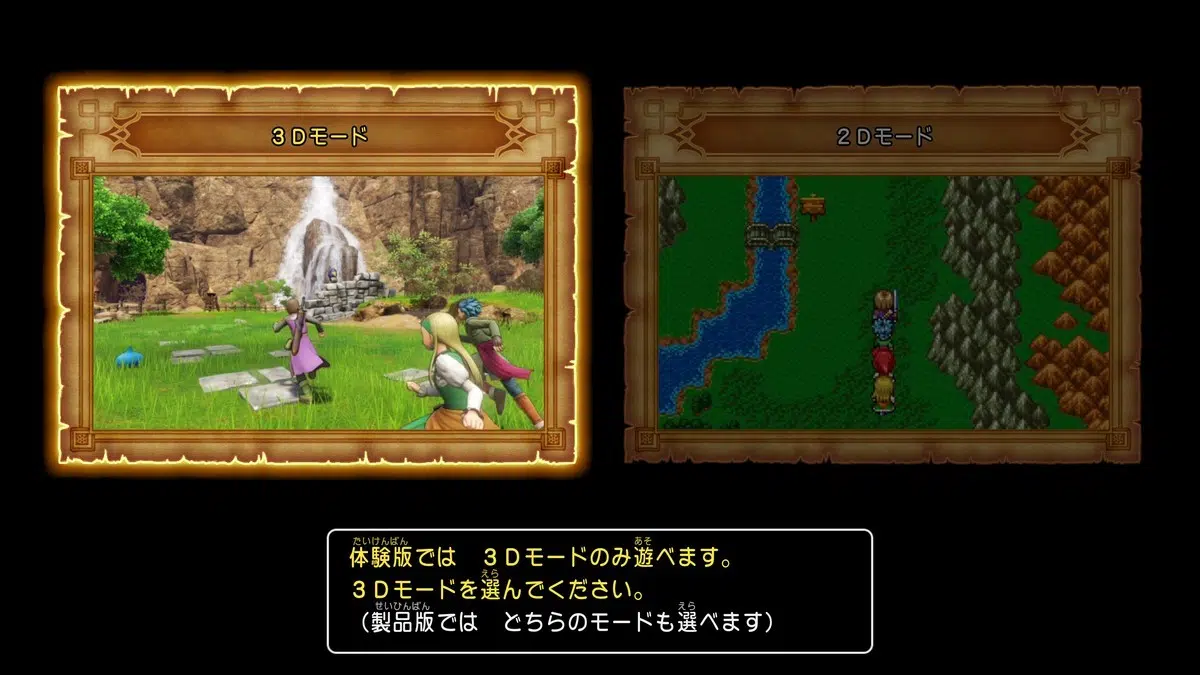 3Dモード
2Dモード
体験版では　3Dモードのみ遊べます。
3Dモードを選んでください。
（製品版では　どちらのモードも選べます）